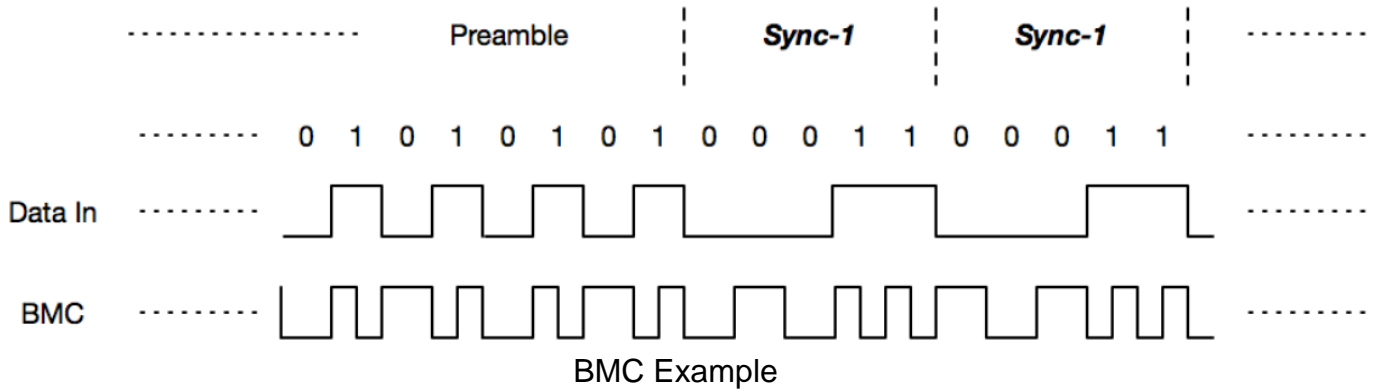 Preamble Sync-1 Sync-1
0 1 0 1 0 1 0 1 0 0 0 1 1 0 0 0 1 1
Data In
BMC
BMC Example